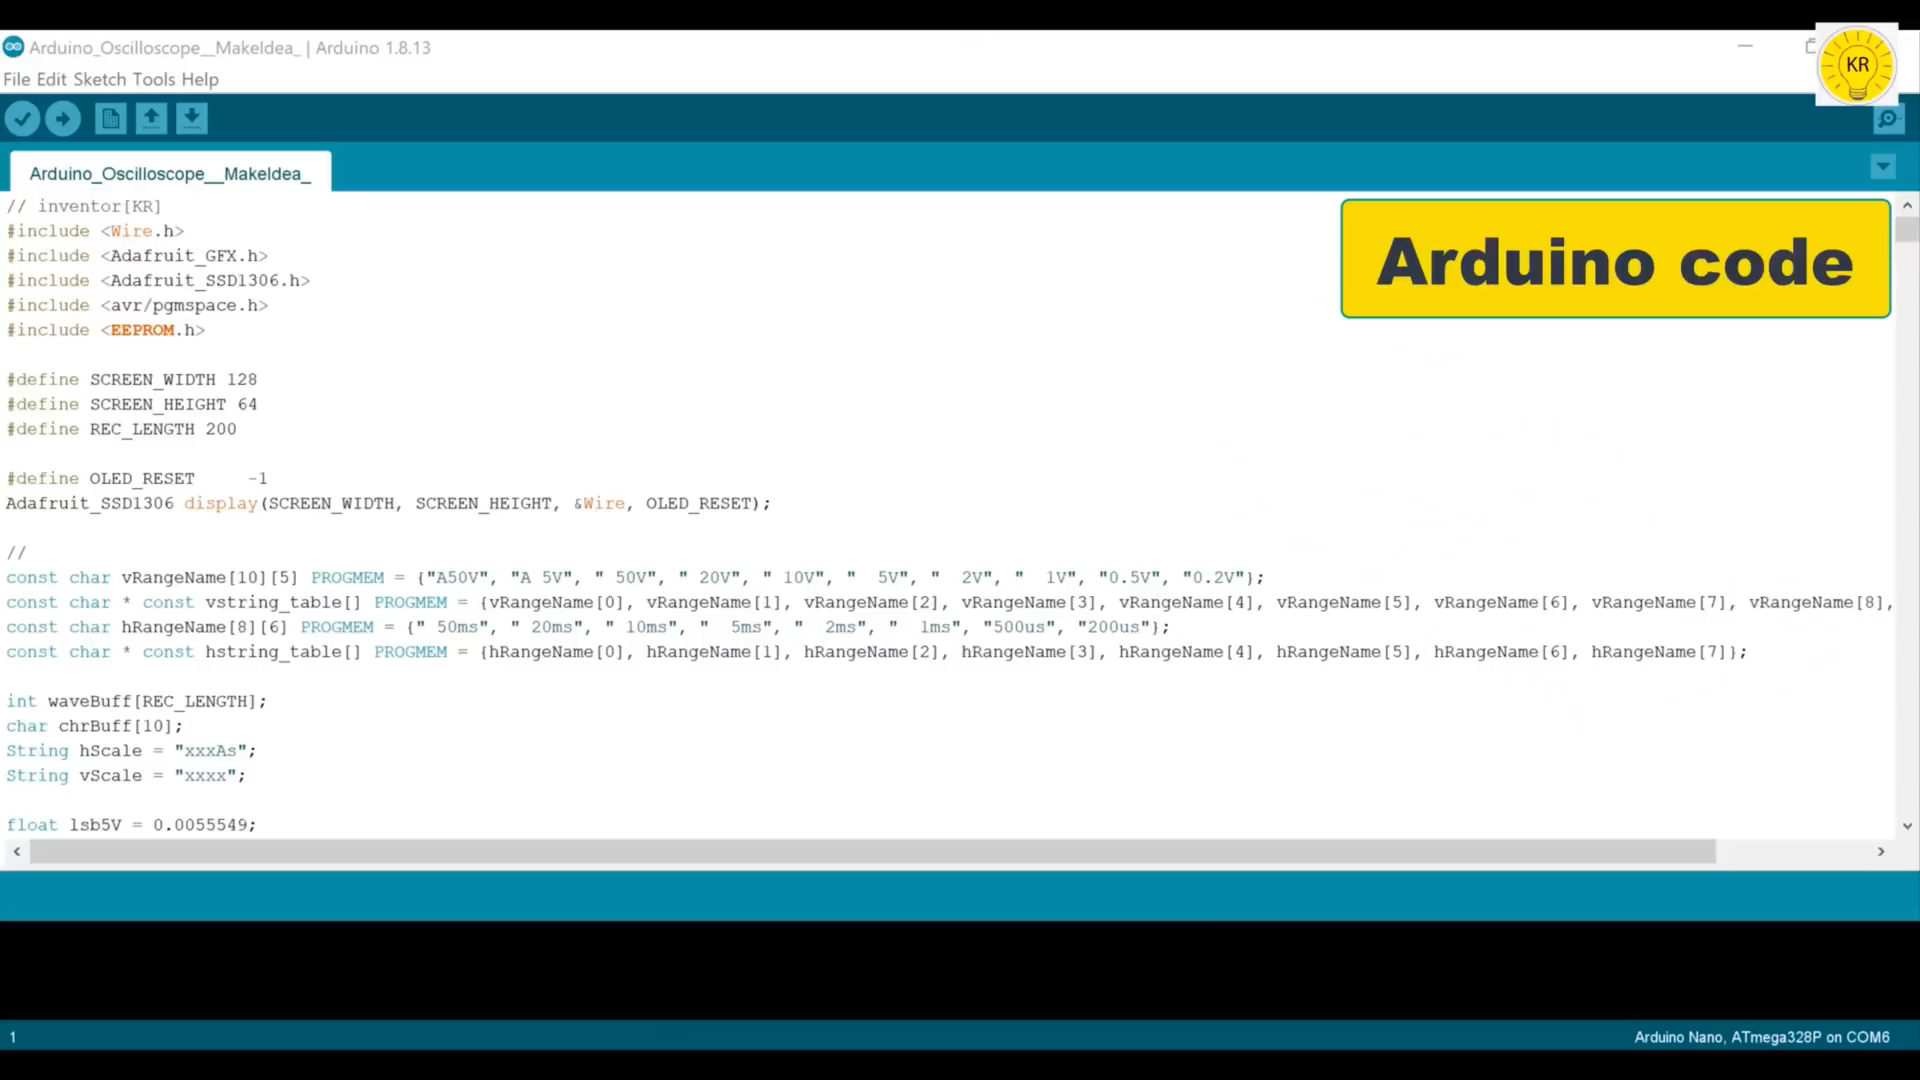 Arduino_Oscilloscope__MakeIdea_ | Arduino 1.8.13
KR
File Edit Sketch Tools Help
Arduino_Oscilloscope__MakeIdea_
Arduino code
// inventor[KR]
#include <Wire.h>
#include <Adafruit_GFX.h>
#include <Adafruit_SSD1306.h>
#include <avr/pgmspace.h>
#include <EEPROM.h>
#define SCREEN_WIDTH 128
#define SCREEN_HEIGHT 64
#define REC_LENGTH 200
#define OLED_RESET     -1
Adafruit_SSD1306 display(SCREEN_WIDTH, SCREEN_HEIGHT, &Wire, OLED_RESET);
//
const char vRangeName[10][5] PROGMEM = {"A50V", "A 5V", " 50V", " 20V", " 10V", "  5V", "  2V", "  1V", "0.5V", "0.2V"};
const char * const vstring_table[] PROGMEM = {vRangeName[0], vRangeName[1], vRangeName[2], vRangeName[3], vRangeName[4], vRangeName[5], vRangeName[6], vRangeName[7], vRangeName[8],
const char hRangeName[8][6] PROGMEM = {" 50ms", " 20ms", " 10ms", "  5ms", "  2ms", "  1ms", "500us", "200us"};
const char * const hstring_table[] PROGMEM = {hRangeName[0], hRangeName[1], hRangeName[2], hRangeName[3], hRangeName[4], hRangeName[5], hRangeName[6], hRangeName[7]};
int waveBuff[REC_LENGTH];
char chrBuff[10];
String hScale = "xxxAs";
String vScale = "xxxx";
float lsb5V = 0.0055549;
1
Arduino Nano, ATmega328P on COM6